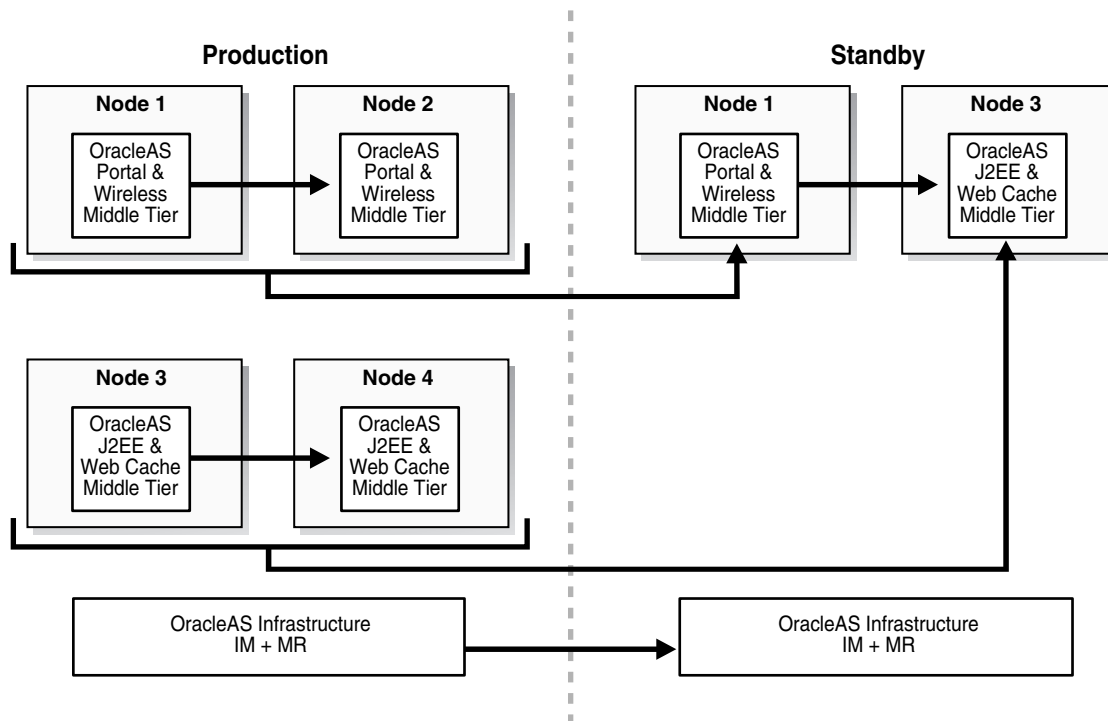 Production
Standby
Node 1
OracleAS
Portal &
Wireless
Middle Tier
Node 2
OracleAS
Portal &
Wireless
Middle Tier
Node 1
OracleAS
Portal &
Wireless
Middle Tier
Node 3
OracleAS
J2EE &
Web Cache
Middle Tier
Node 3
OracleAS
J2EE &
Web Cache
Middle Tier
Node 4
OracleAS
J2EE &
Web Cache
Middle Tier
OracleAS Infrastructure
IM + MR
OracleAS Infrastructure
IM + MR